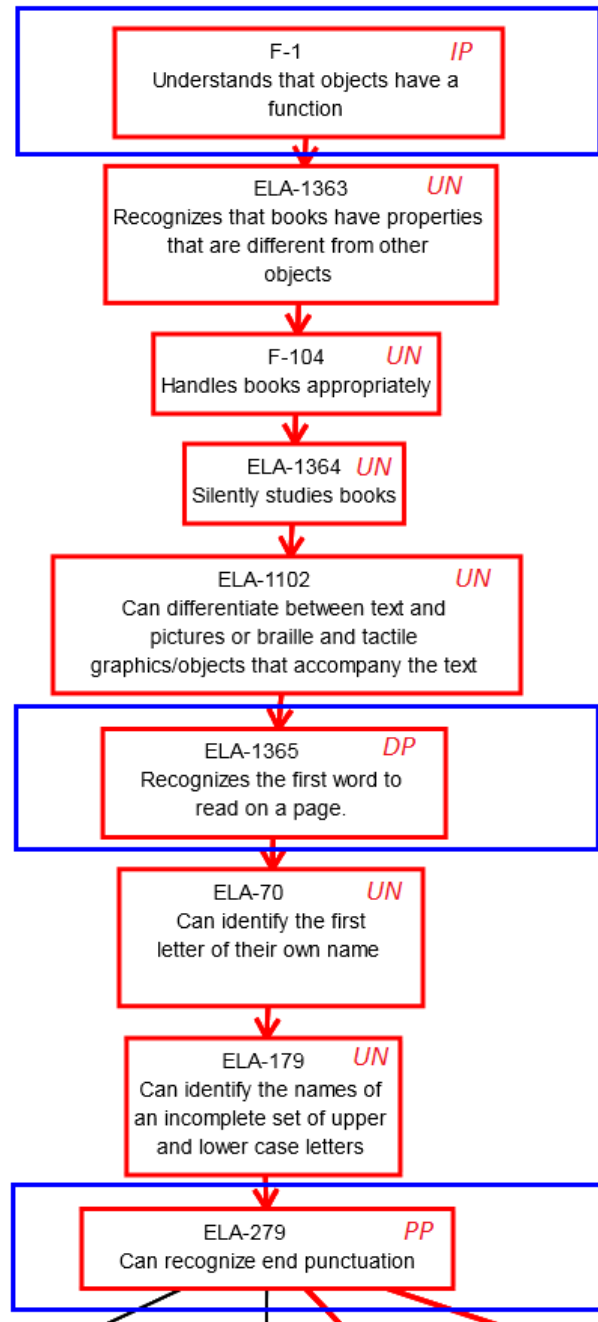 F-1 IP
Understands that objects have a
function
ELA-1363 UN
Recognizes that books have properties
that are different from other
objects
F-104 UN
Handles books appropriately
ELA-1364 UN
Silently studies books
ELA-1102 UN
Can differentiate between text and
pictures or braille and tactile
graphics/objects that accompany the text
ELA-1365 DP
Recognizes the first word to
read on a page.
ELA-70 UN
Can identify the first
letter of their own name
ELA-179 UN
Can identify the names of
an incomplete set of upper
and lower case letters
ELA-279 PP
Can recognize end punctuation